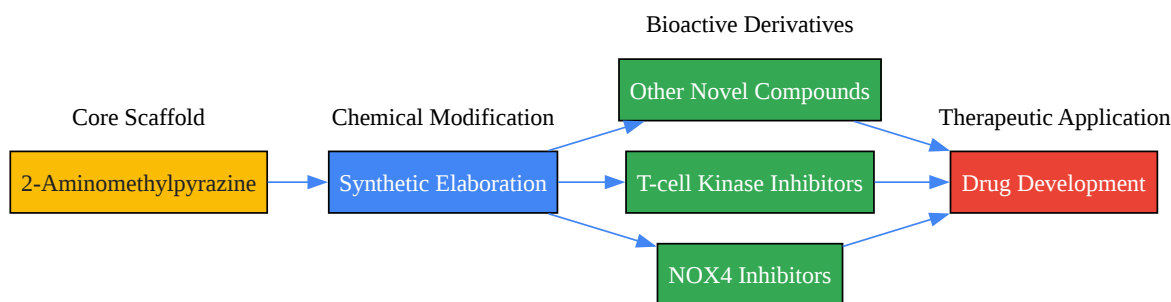 Bioactive Derivatives
Other Novel Compounds
Core Scaffold
Chemical Modification
Therapeutic Application
2-Aminomethylpyrazine
Synthetic Elaboration
T-cell Kinase Inhibitors
Drug Development
NOX4 Inhibitors